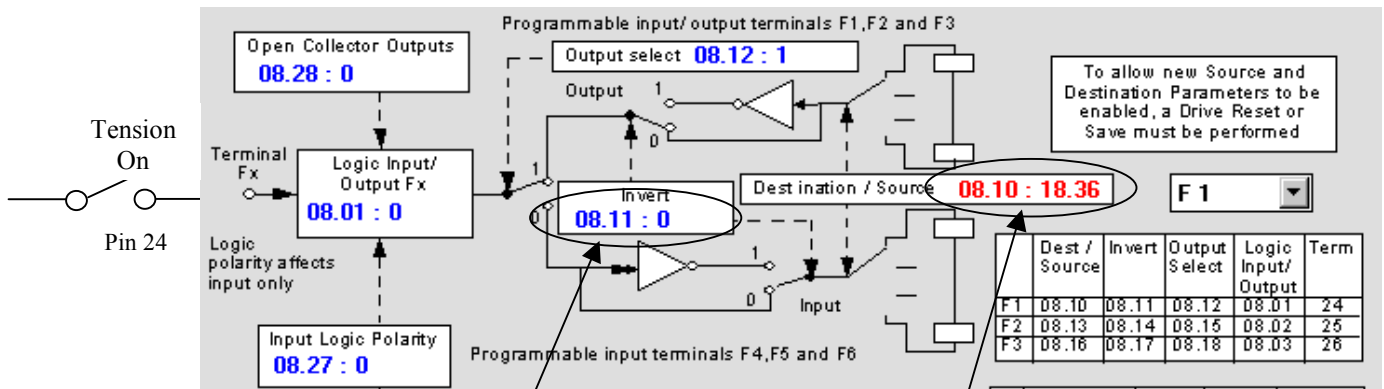 Programmable input/ output terminals F1,F2 and F3
Open Collector Outputs
08.28 : 0
Output select 08.12 : 1
To allow new Source and
Destination Parameters to be
enabled, a Drive Reset or
Save must be performed
Output
1
0
Tension
On
Pin 24
Terminal
Fx
Logic Input/
Output Fx
08.01 : 0
1
0
Invert
08.11 : 0
Destination / Source 08.10 : 18.36
F 1
Logic
polarity affects
input only
1
0
Input
Dest / Source Invert Output Select Logic Input/ Output Term
F1 08.10 08.11 08.12 08.01 24
F2 08.13 08.14 08.15 08.02 25
F3 08.16 08.17 08.18 08.03 26
Input Logic Polarity
08.27 : 0
Programmable input terminals F4,F5 and F6